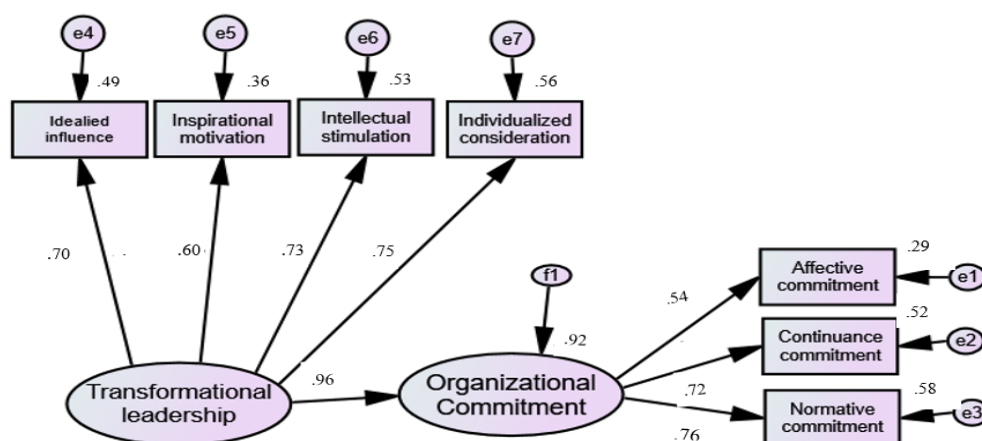 e4
e5
e6
e7
.49
.36
.53
.56
Idealied
influence
Inspirational
motivation
Intellectual
stimulation
Individualized
consideration
.70
.60
.73
.75
f1
.92
.54
.72
.76
.29
Affective
commitment
e1
.52
Continuance
commitment
e2
.58
Normative
commitment
e3
Transformational
leadership
.96
Organizational
Commitment